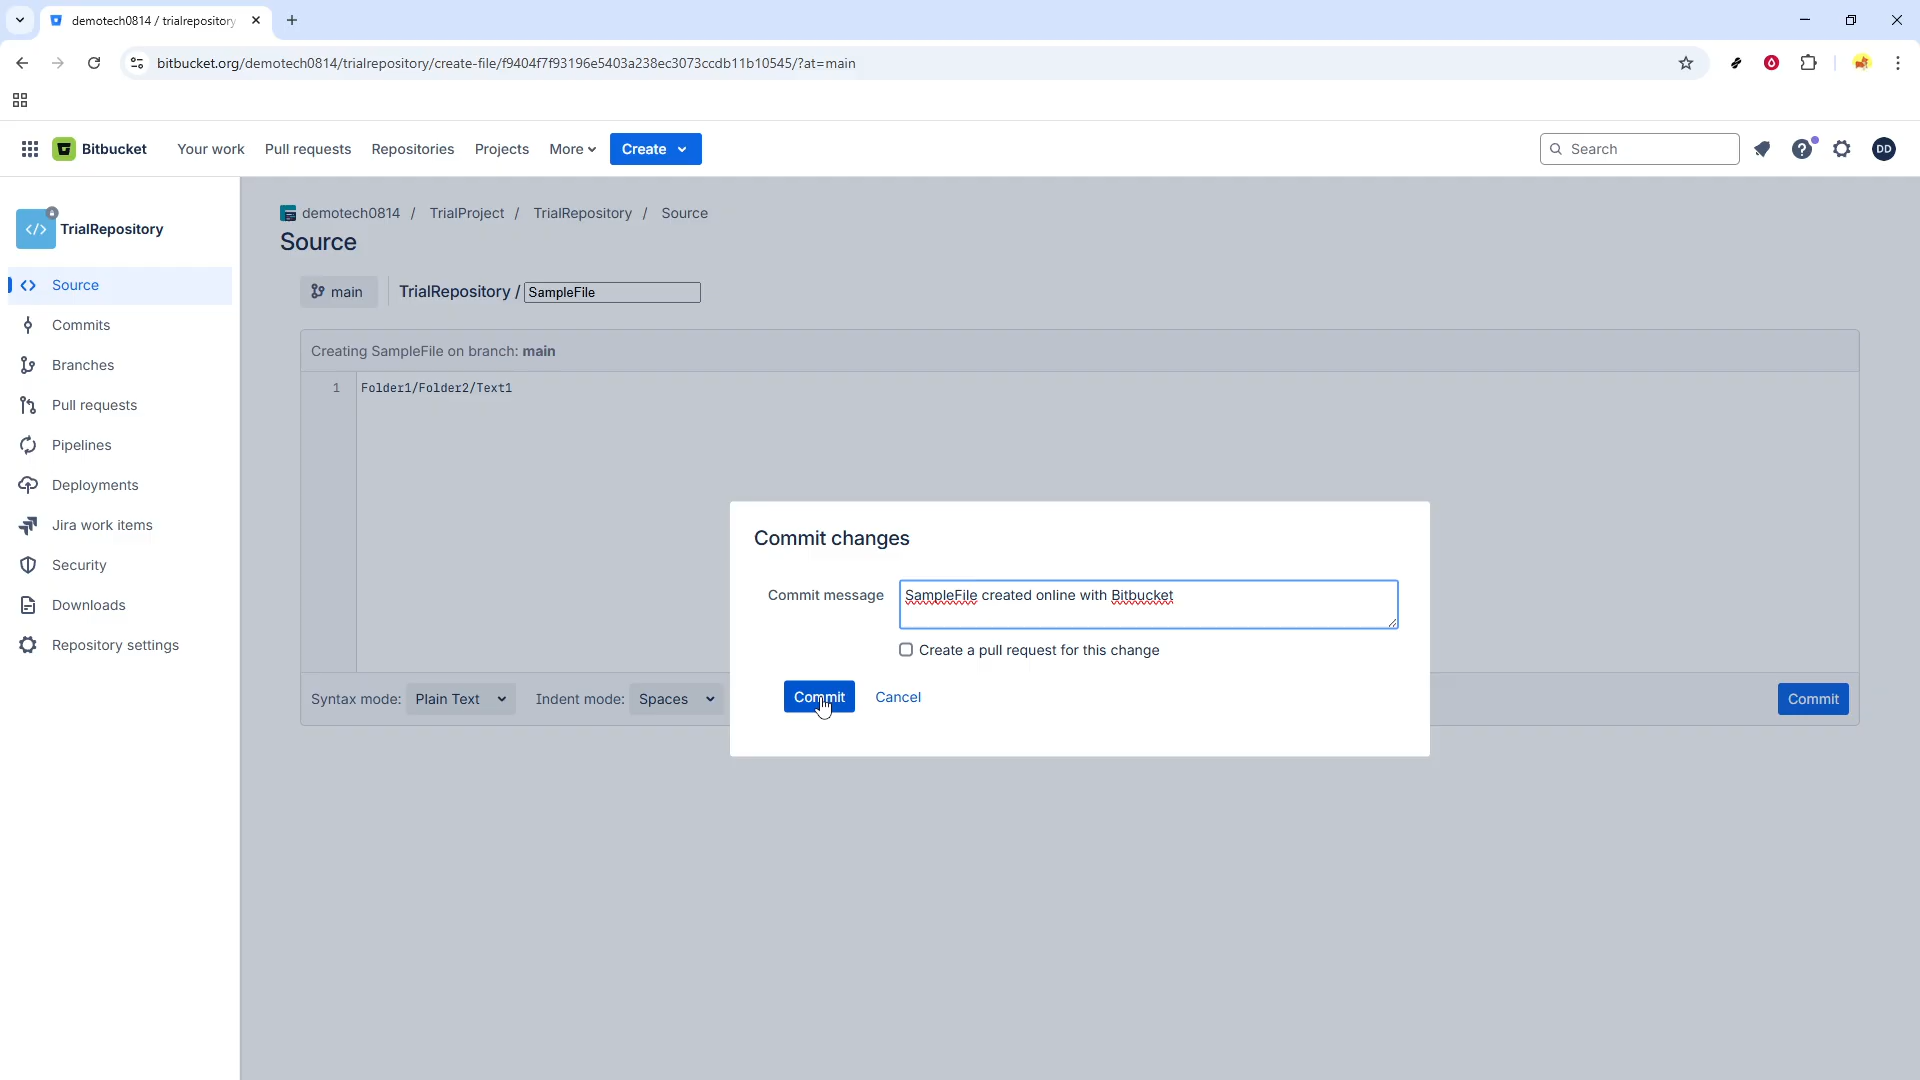 demotech0814 / trialrepository
bitbucket.org/demotech0814/trialrepository/create-file/f9404f7f93196e5403a238ec3073ccdb11b10545/?at=main
Bitbucket
Your work
Pull requests
Repositories
Projects
More
Create
Search
DD
</> TrialRepository
Source
Commits
Branches
Pull requests
Pipelines
Deployments
Jira work items
Security
Downloads
Repository settings
demotech0814 / TrialProject / TrialRepository / Source
Source
main
TrialRepository / SampleFile
Creating SampleFile on branch: main
1 Folder1/Folder2/Text1
Commit changes
Commit message
SampleFile created online with Bitbucket
Create a pull request for this change
Commit
Cancel
Syntax mode: Plain Text
Indent mode: Spaces
Commit